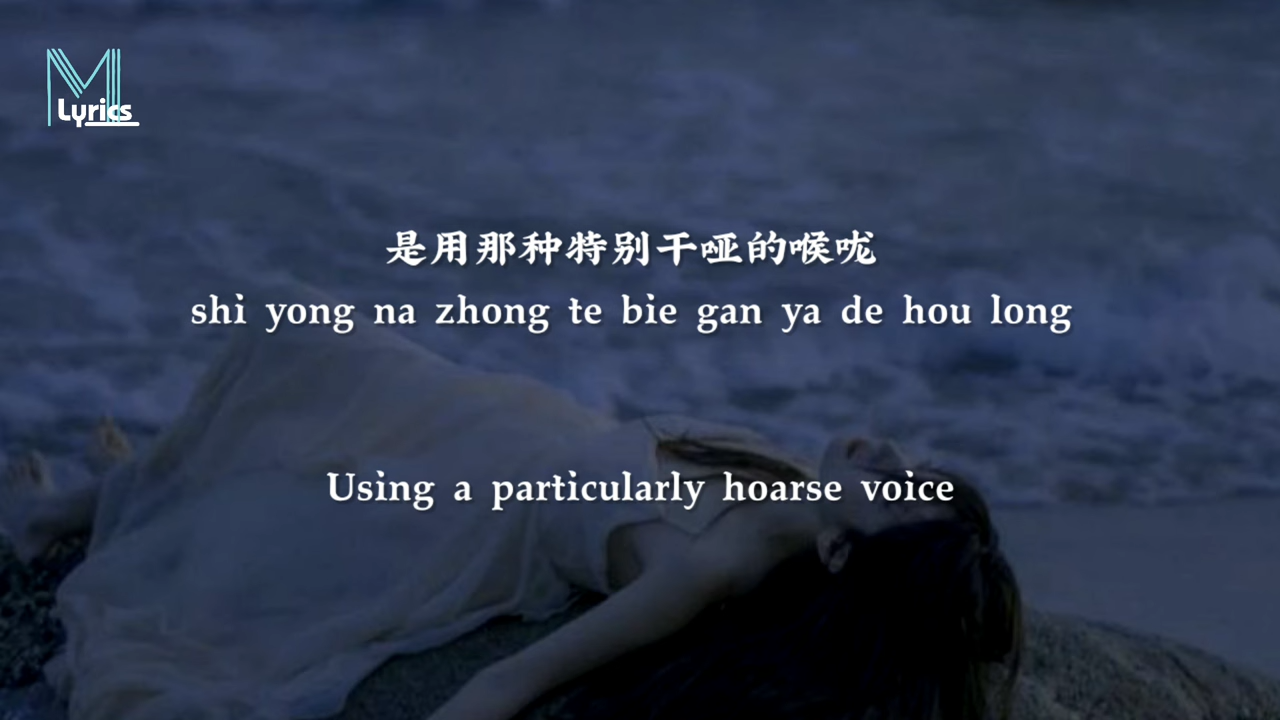 M
Lyrics
是用那种特别干哑的喉咙
shi yong na zhong te bie gan ya de hou long
Using a particularly hoarse voice